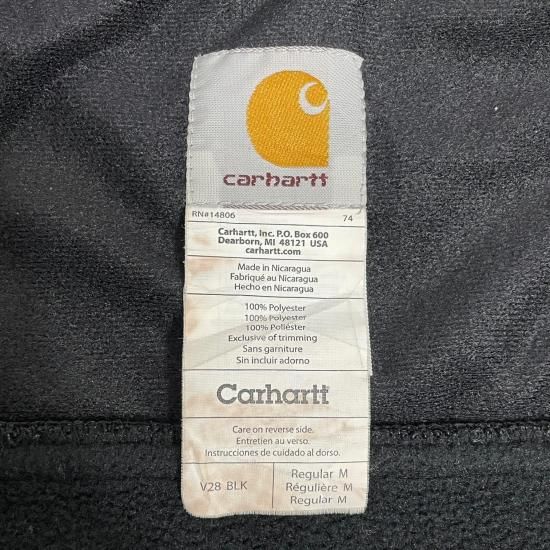 carhartt
RN#14806 74
Carhartt, Inc. P.O. Box 600
Dearborn, MI 48121 USA
carhartt.com
Made in Nicaragua
Fabriqué au Nicaragua
Hecho en Nicaragua
100% Polyester
100% Polyester
100% Poliéster
Exclusive of trimming
Sans garniture
Sin incluir adorno
Carhartt
Care on reverse side.
Entretien au verso.
Instrucciones de cuidado al dorso.
V28 BLK
Regular M
Régulière M
Regular M